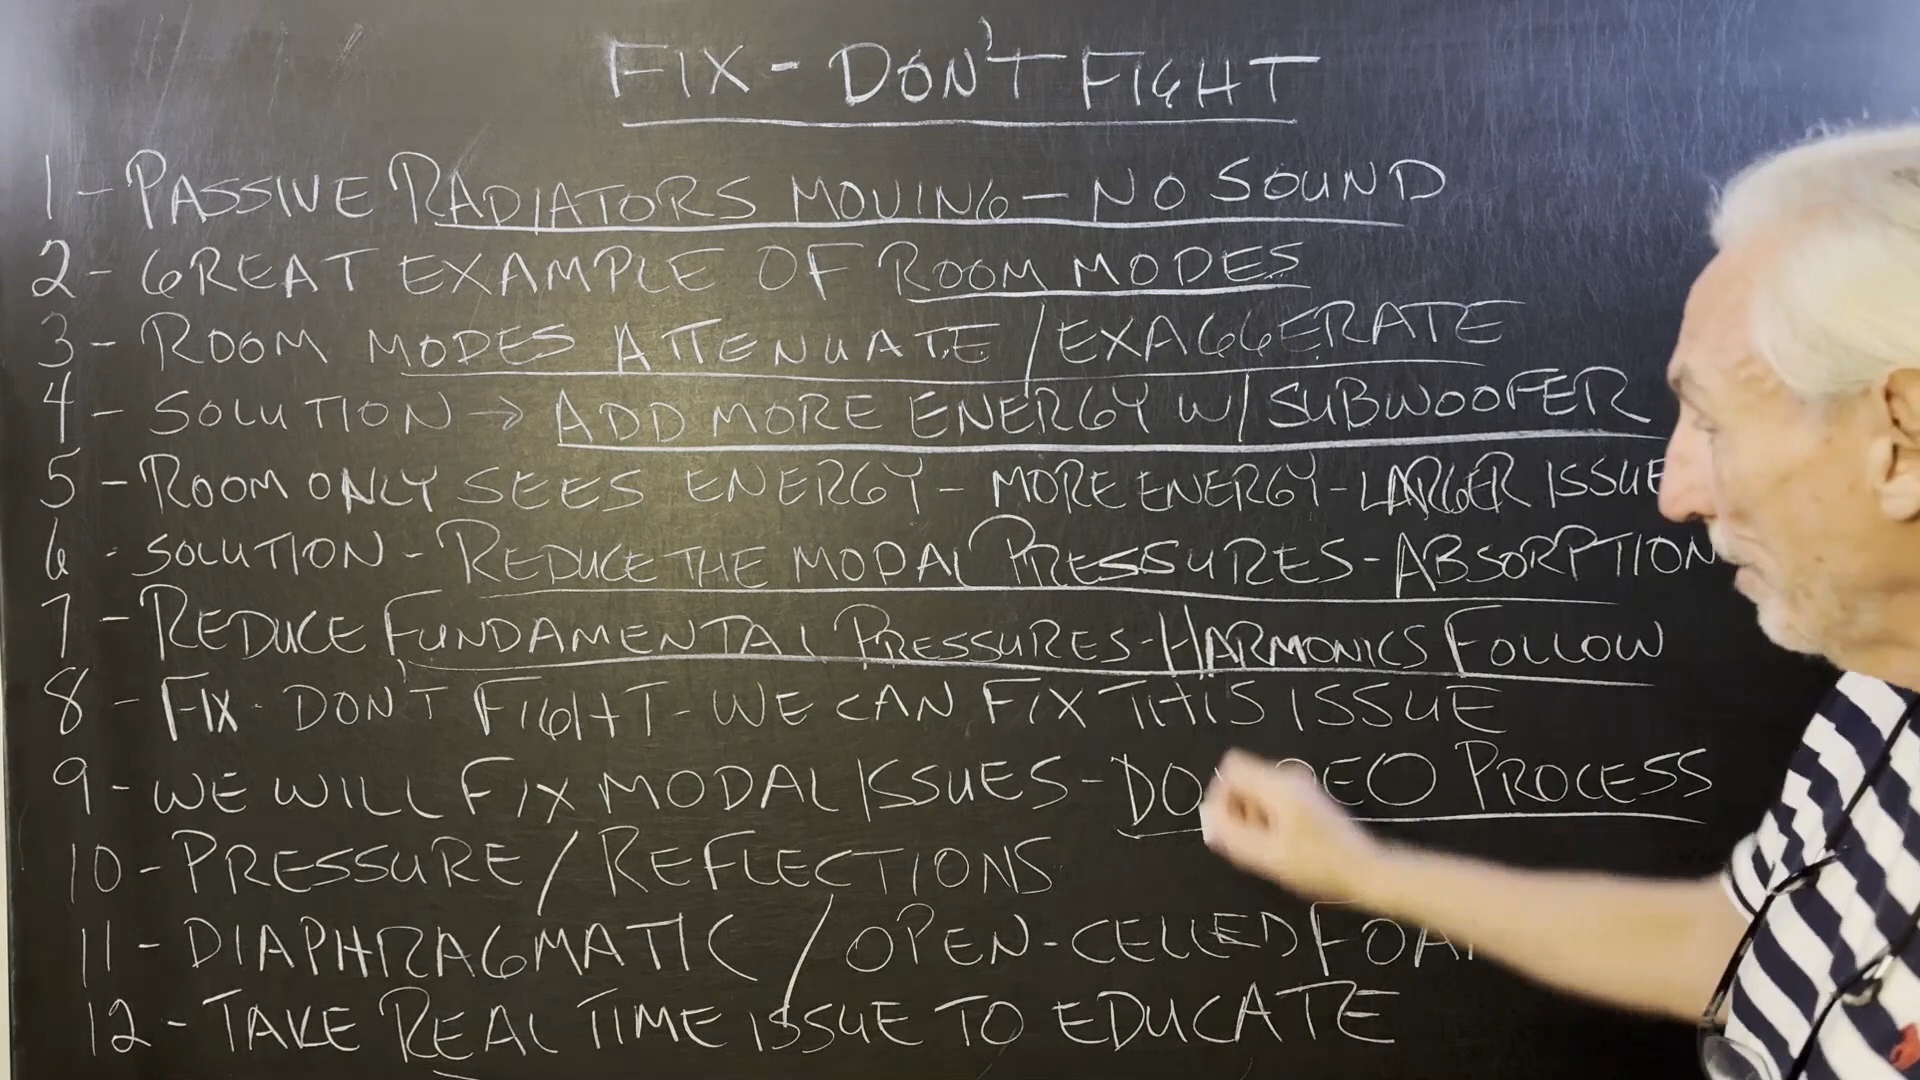 FIX - DON'T FIGHT
1 - PASSIVE RADIATORS MOVING - NO SOUND
2 - GREAT EXAMPLE OF ROOM MODES
3 - ROOM MODES ATTENUATE / EXAGGERATE
4 - SOLUTION → ADD MORE ENERGY W/ SUBWOOFER
5 - ROOM ONLY SEES ENERGY - MORE ENERGY - LARGER ISSUE
6 - SOLUTION - REDUCE THE MODAL PRESSURES - ABSORPTION
7 - REDUCE FUNDAMENTAL PRESSURES - HARMONICS FOLLOW
8 - FIX - DON'T FIGHT - WE CAN FIX THIS ISSUE
9 - WE WILL FIX MODAL ISSUES - PROCESS
10 - PRESSURE / REFLECTIONS
11 - DIAPHRAGMATIC / OPEN-CELLED FOA
12 - TAKE REAL TIME ISSUE TO EDUCATE